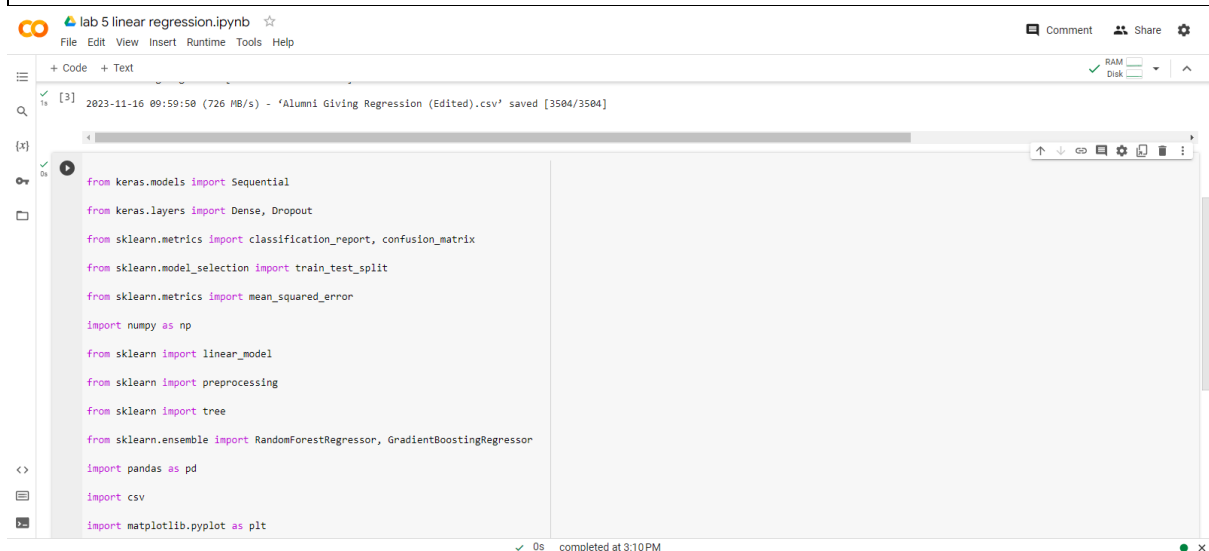 lab 5 linear regression.ipynb
Comment Share
File Edit View Insert Runtime Tools Help
+ Code + Text
RAM
Disk
1s [3] 2023-11-16 09:59:50 (726 MB/s) - ‘Alumni Giving Regression (Edited).csv’ saved [3504/3504]
{x}
0s
from keras.models import Sequential
from keras.layers import Dense, Dropout
from sklearn.metrics import classification_report, confusion_matrix
from sklearn.model_selection import train_test_split
from sklearn.metrics import mean_squared_error
import numpy as np
from sklearn import linear_model
from sklearn import preprocessing
from sklearn import tree
from sklearn.ensemble import RandomForestRegressor, GradientBoostingRegressor
import pandas as pd
import csv
import matplotlib.pyplot as plt
0s completed at 3:10 PM